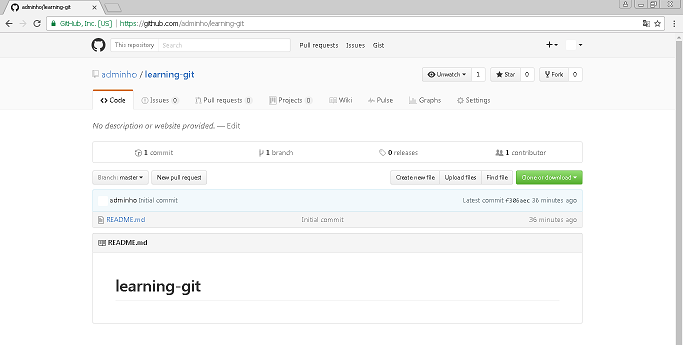 adminho/learning-git
GitHub, Inc. [US] | https://github.com/adminho/learning-git
This repository Search Pull requests Issues Gist
adminho / learning-git Unwatch 1 Star 0 Fork 0
Code Issues 0 Pull requests 0 Projects 0 Wiki Pulse Graphs Settings
No description or website provided. — Edit
1 commit 1 branch 0 releases 1 contributor
Branch: master New pull request Create new file Upload files Find file Clone or download
adminho Initial commit Latest commit f306aec 36 minutes ago
README.md Initial commit 36 minutes ago
README.md
learning-git